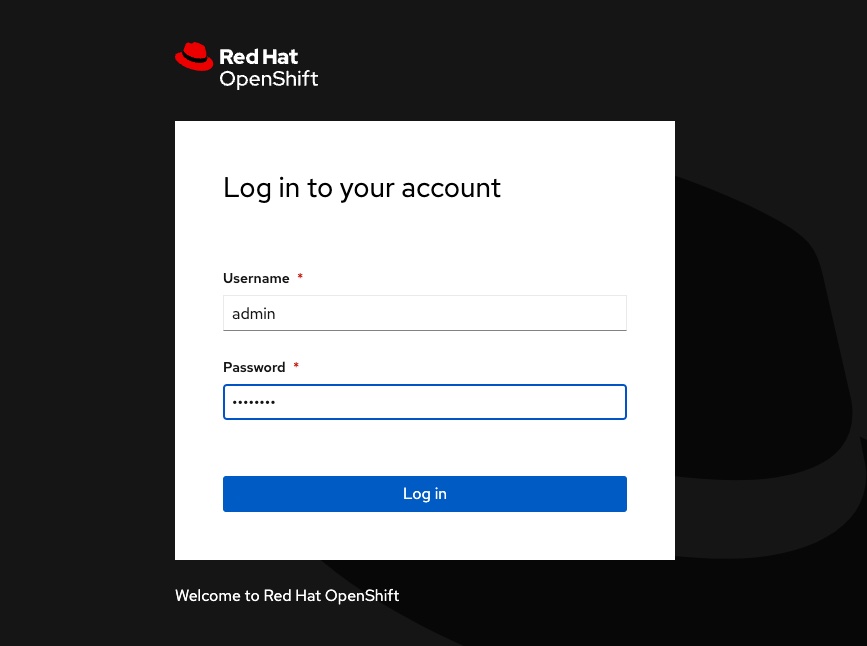 Red Hat
OpenShift
Log in to your account
Username *
admin
Password *
••••••••
Log in
Welcome to Red Hat OpenShift